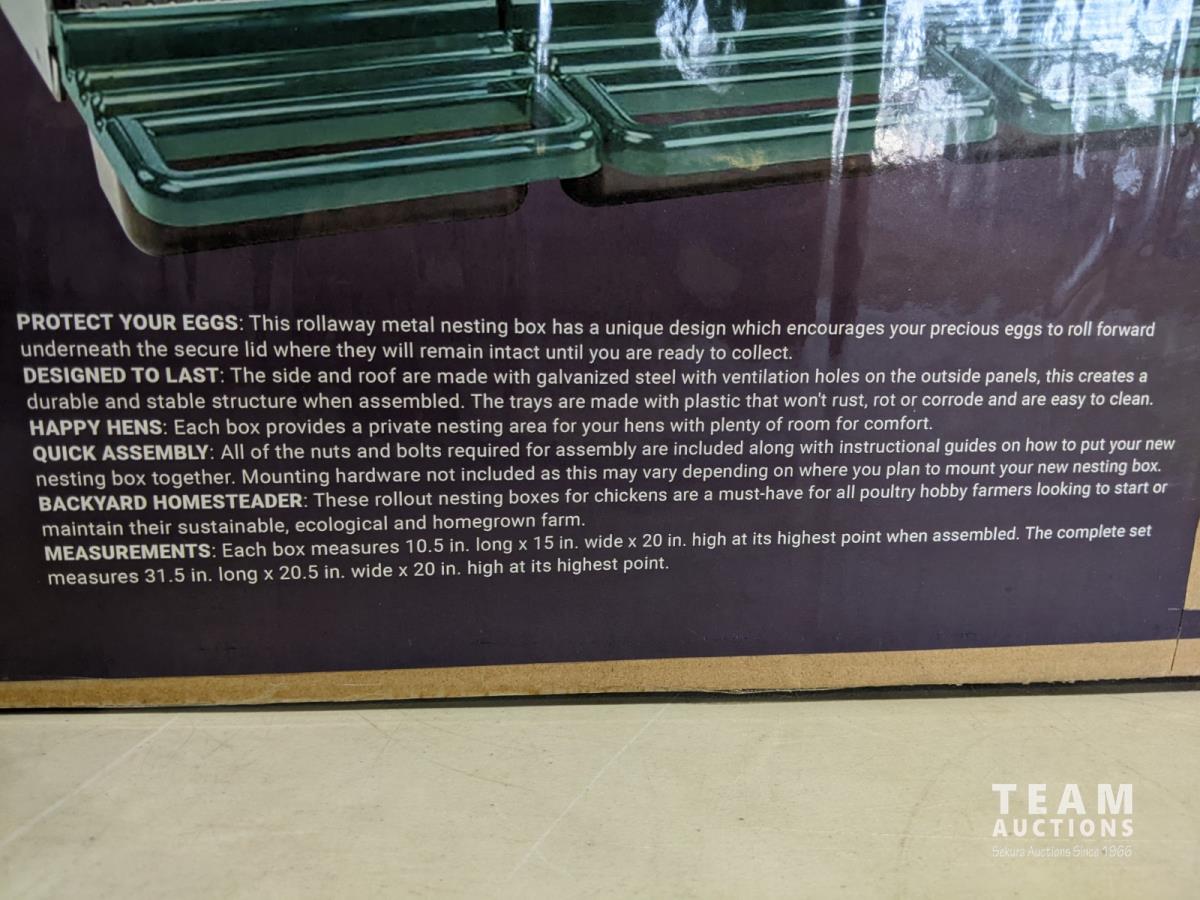 PROTECT YOUR EGGS: This rollaway metal nesting box has a unique design which encourages your precious eggs to roll forward
underneath the secure lid where they will remain intact until you are ready to collect.
DESIGNED TO LAST: The side and roof are made with galvanized steel with ventilation holes on the outside panels, this creates a
durable and stable structure when assembled. The trays are made with plastic that won't rust, rot or corrode and are easy to clean.
HAPPY HENS: Each box provides a private nesting area for your hens with plenty of room for comfort.
QUICK ASSEMBLY: All of the nuts and bolts required for assembly are included along with instructional guides on how to put your new
nesting box together. Mounting hardware not included as this may vary depending on where you plan to mount your new nesting box.
BACKYARD HOMESTEADER: These rollout nesting boxes for chickens are a must-have for all poultry hobby farmers looking to start or
maintain their sustainable, ecological and homegrown farm.
MEASUREMENTS: Each box measures 10.5 in. long x 15 in. wide x 20 in. high at its highest point when assembled. The complete set
measures 31.5 in. long x 20.5 in. wide x 20 in. high at its highest point.
TEAM
AUCTIONS
Sekura Auctions Since 1966